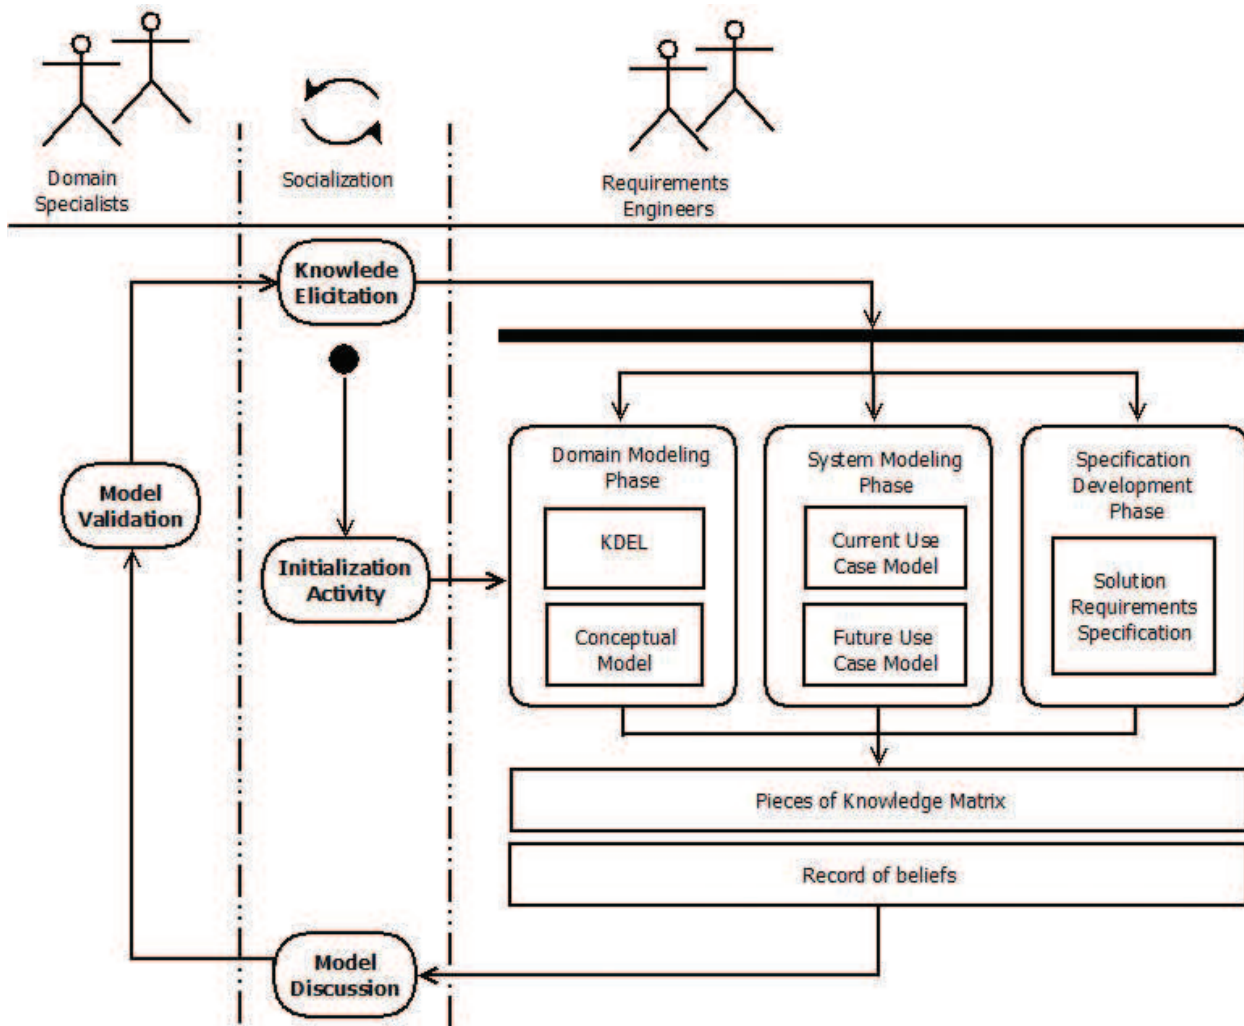 Domain
Specialists
Socialization
Requirements
Engineers
Knowlede
Elicitation
Model
Validation
Initialization
Activity
Domain Modeling
Phase
KDEL
Conceptual
Model
System Modeling
Phase
Current Use
Case Model
Future Use
Case Model
Specification
Development
Phase
Solution
Requirements
Specification
Pieces of Knowledge Matrix
Record of beliefs
Model
Discussion